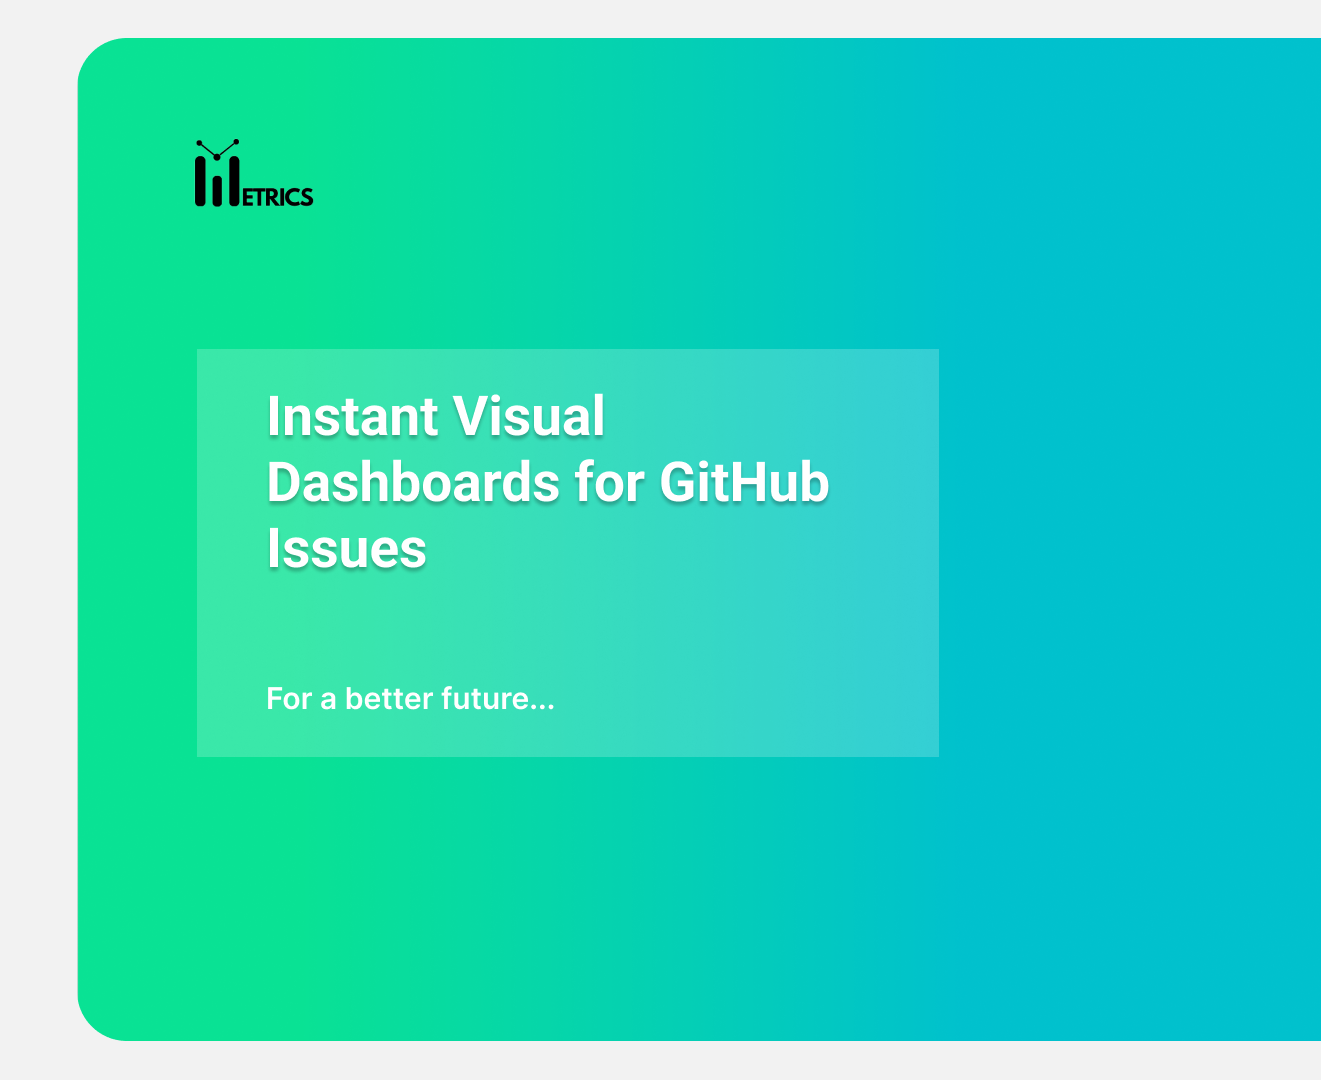 METRICS
Instant Visual
Dashboards for GitHub
Issues
For a better future...